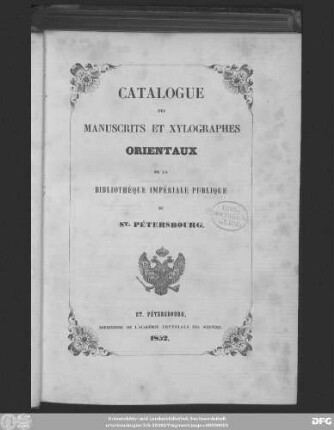 CATALOGUE
DES
MANUSCRITS ET XYLOGRAPHES
ORIENTAUX
DE LA
BIBLIOTHÈQUE IMPÉRIALE PUBLIQUE
DE
ST. PÉTERSBOURG.
ST. PÉTERSBOURG,
IMPRIMERIE DE L'ACADÉMIE IMPÉRIALE DES SCIENCES.
1852.
DFG